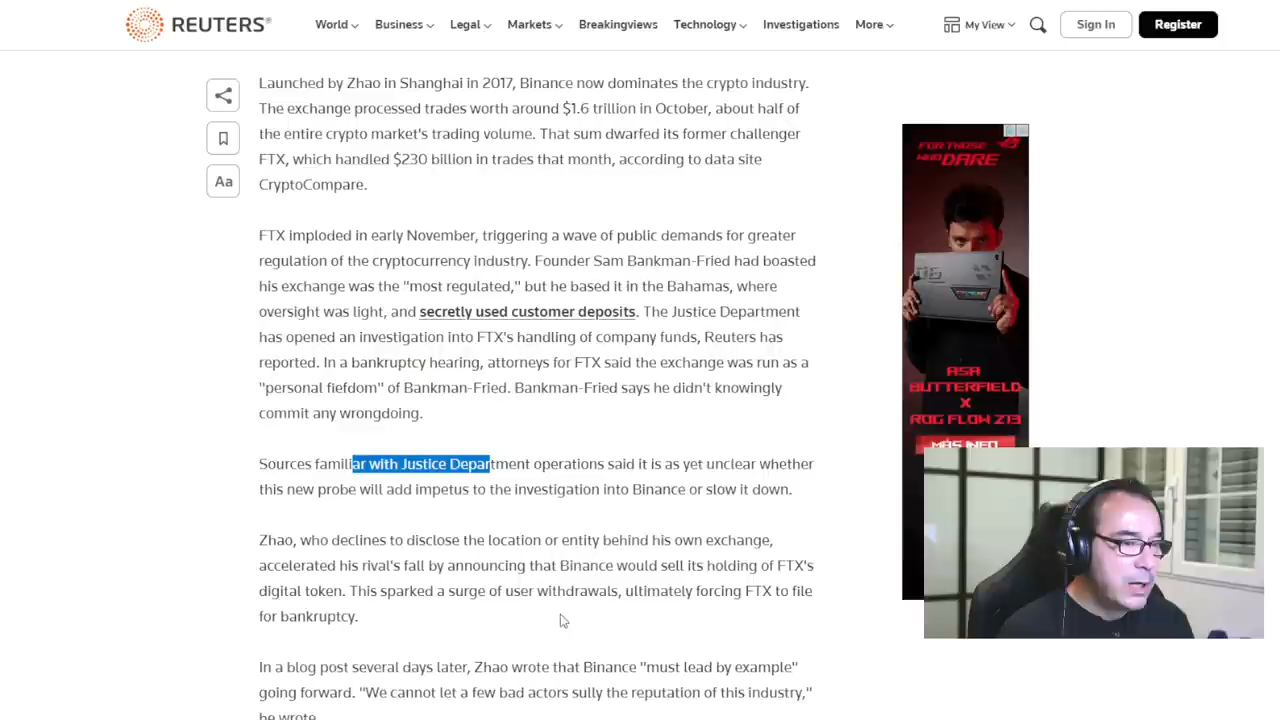 REUTERS®
World
Business
Legal
Markets
Breakingviews
Technology
Investigations
More
My View
Sign In
Register
Launched by Zhao in Shanghai in 2017, Binance now dominates the crypto industry.
The exchange processed trades worth around $1.6 trillion in October, about half of
the entire crypto market's trading volume. That sum dwarfed its former challenger
FTX, which handled $230 billion in trades that month, according to data site
CryptoCompare.
FTX imploded in early November, triggering a wave of public demands for greater
regulation of the cryptocurrency industry. Founder Sam Bankman-Fried had boasted
his exchange was the "most regulated," but he based it in the Bahamas, where
oversight was light, and secretly used customer deposits. The Justice Department
has opened an investigation into FTX's handling of company funds, Reuters has
reported. In a bankruptcy hearing, attorneys for FTX said the exchange was run as a
"personal fiefdom" of Bankman-Fried. Bankman-Fried says he didn't knowingly
commit any wrongdoing.
Sources familiar with Justice Department operations said it is as yet unclear whether
this new probe will add impetus to the investigation into Binance or slow it down.
Zhao, who declines to disclose the location or entity behind his own exchange,
accelerated his rival's fall by announcing that Binance would sell its holding of FTX's
digital token. This sparked a surge of user withdrawals, ultimately forcing FTX to file
for bankruptcy.
In a blog post several days later, Zhao wrote that Binance "must lead by example"
going forward. "We cannot let a few bad actors sully the reputation of this industry,"
he wrote.
Aa
FOR THOSE
WHO DARE
ASA
BUTTERFIELD
X
ROG FLOW Z13
MÁS INFO